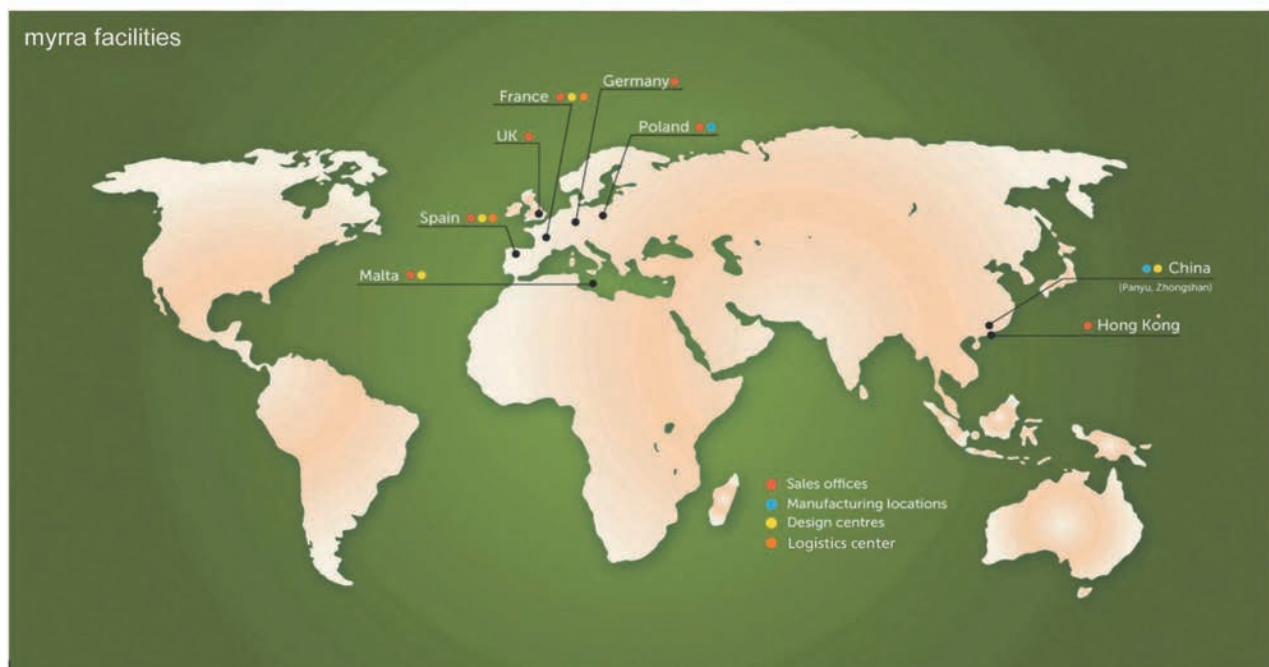 myrra facilities
Germany
France
Poland
UK
Spain
Malta
China
(Panyu, Zhongshan)
Hong Kong
Sales offices
Manufacturing locations
Design centres
Logistics center